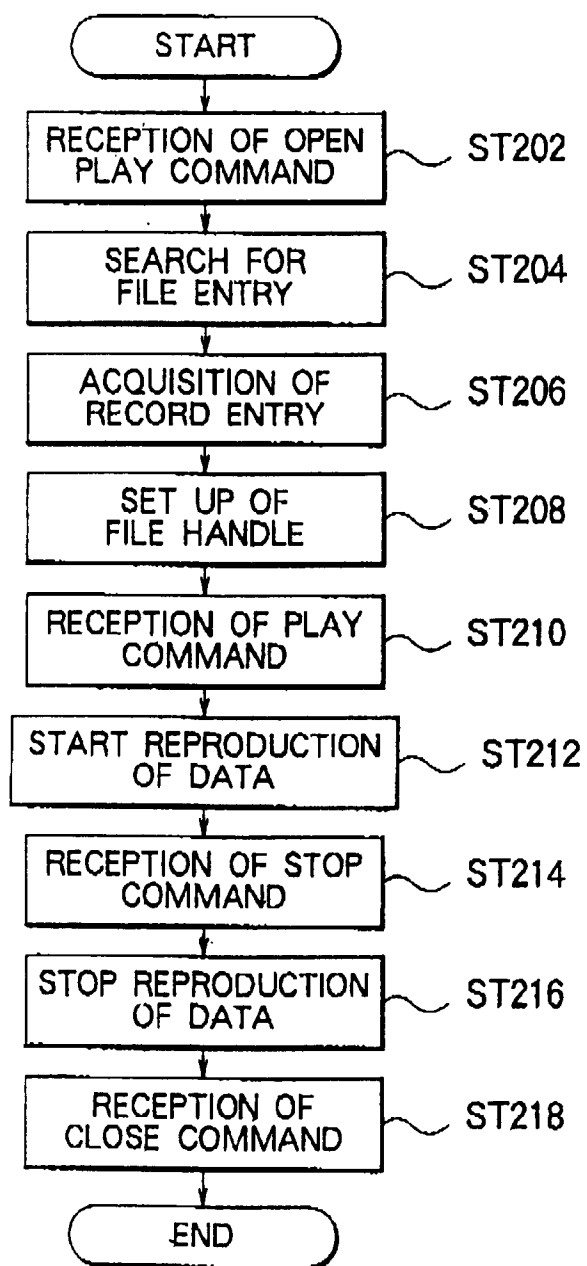 START
RECEPTION OF OPEN
PLAY COMMAND
ST202
SEARCH FOR
FILE ENTRY
ST204
ACQUISITION OF
RECORD ENTRY
ST206
SET UP OF
FILE HANDLE
ST208
RECEPTION OF PLAY
COMMAND
ST210
START REPRODUCTION
OF DATA
ST212
RECEPTION OF STOP
COMMAND
ST214
STOP REPRODUCTION
OF DATA
ST216
RECEPTION OF
CLOSE COMMAND
ST218
END